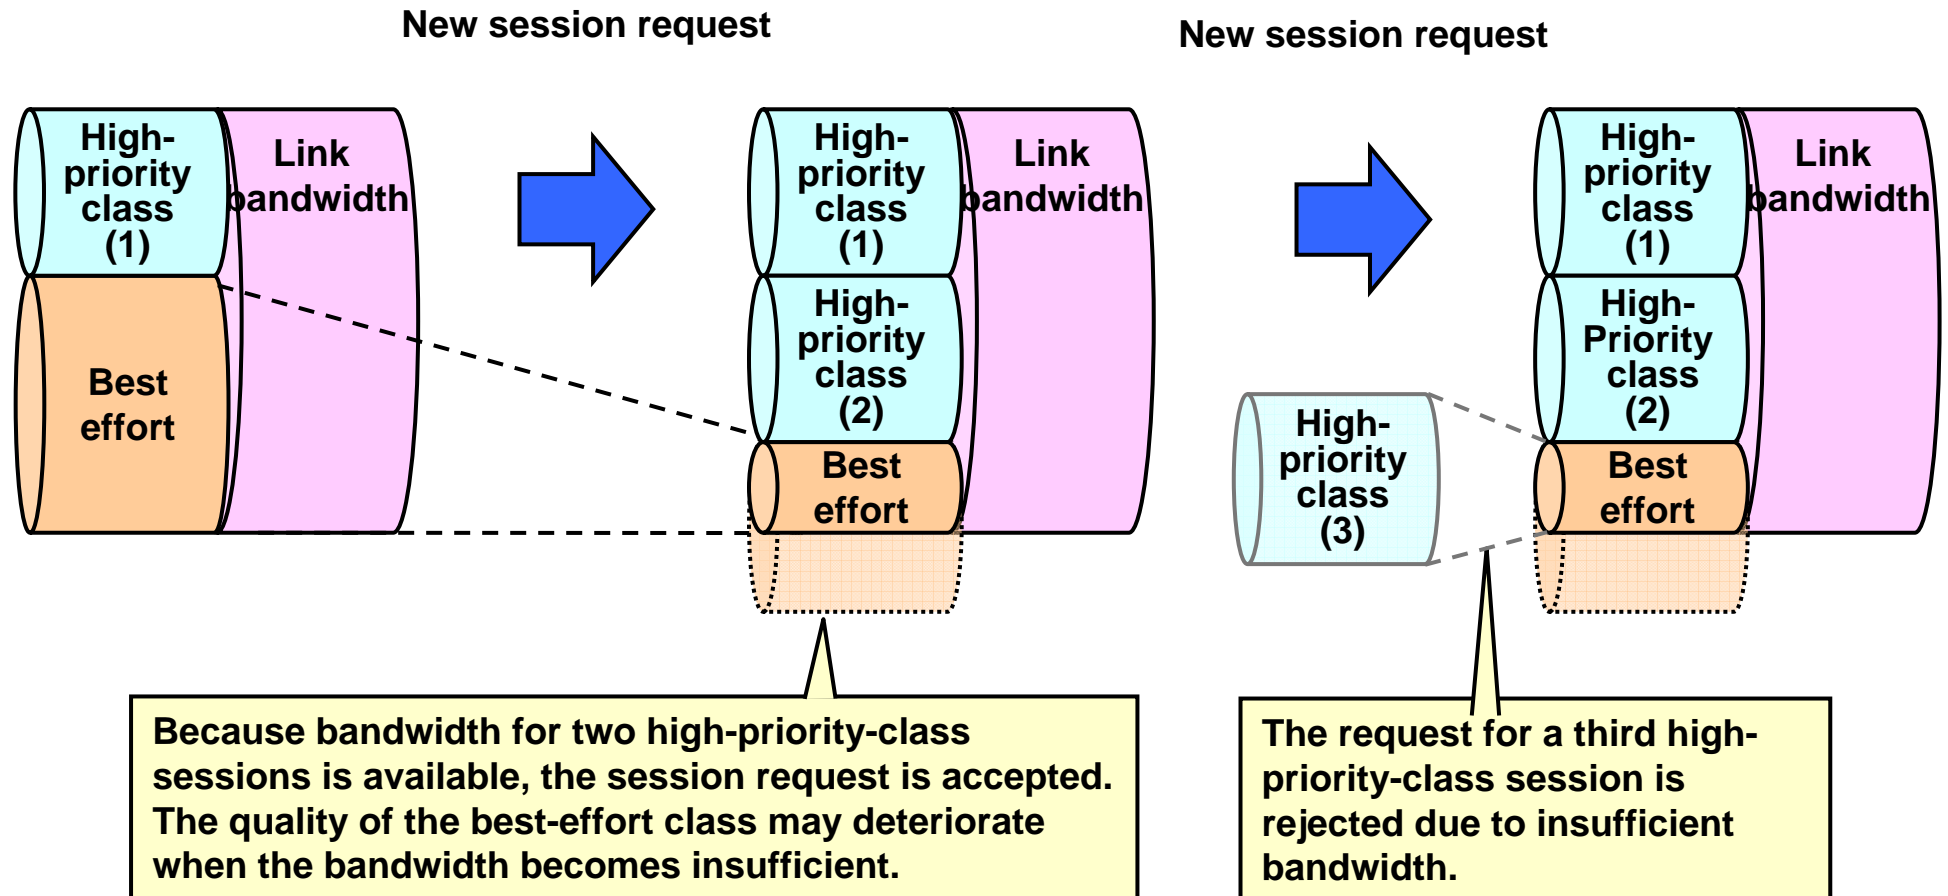 New session request
New session request
High-
priority
class
(1)
Link
bandwidth
Best
effort
High-
priority
class
(1)
Link
bandwidth
High-
priority
class
(2)
Best
effort
High-
priority
class
(3)
High-
priority
class
(1)
Link
bandwidth
High-
Priority
class
(2)
Best
effort
Because bandwidth for two high-priority-class
sessions is available, the session request is accepted.
The quality of the best-effort class may deteriorate
when the bandwidth becomes insufficient.
The request for a third high-
priority-class session is
rejected due to insufficient
bandwidth.